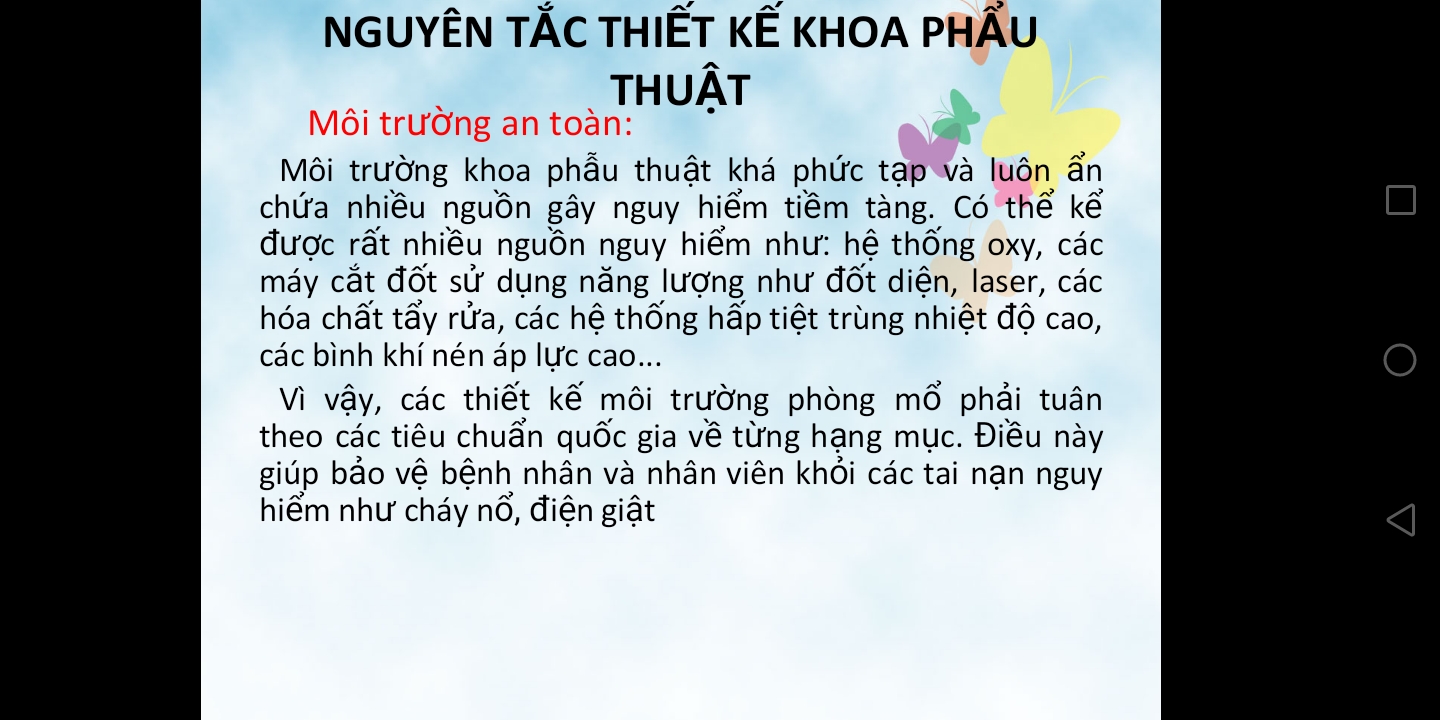 NGUYÊN TẮC THIẾT KẾ KHOA PHẨU
THUẬT
Môi trường an toàn:
Môi trường khoa phẫu thuật khá phức tạp và luôn ẩn
chứa nhiều nguồn gây nguy hiểm tiềm tàng. Có thể kể
được rất nhiều nguồn nguy hiểm như: hệ thống oxy, các
máy cắt đốt sử dụng năng lượng như đốt diện, laser, các
hóa chất tẩy rửa, các hệ thống hấp tiệt trùng nhiệt độ cao,
các bình khí nén áp lực cao...
Vì vậy, các thiết kế môi trường phòng mổ phải tuân
theo các tiêu chuẩn quốc gia về từng hạng mục. Điều này
giúp bảo vệ bệnh nhân và nhân viên khỏi các tai nạn nguy
hiểm như cháy nổ, điện giật